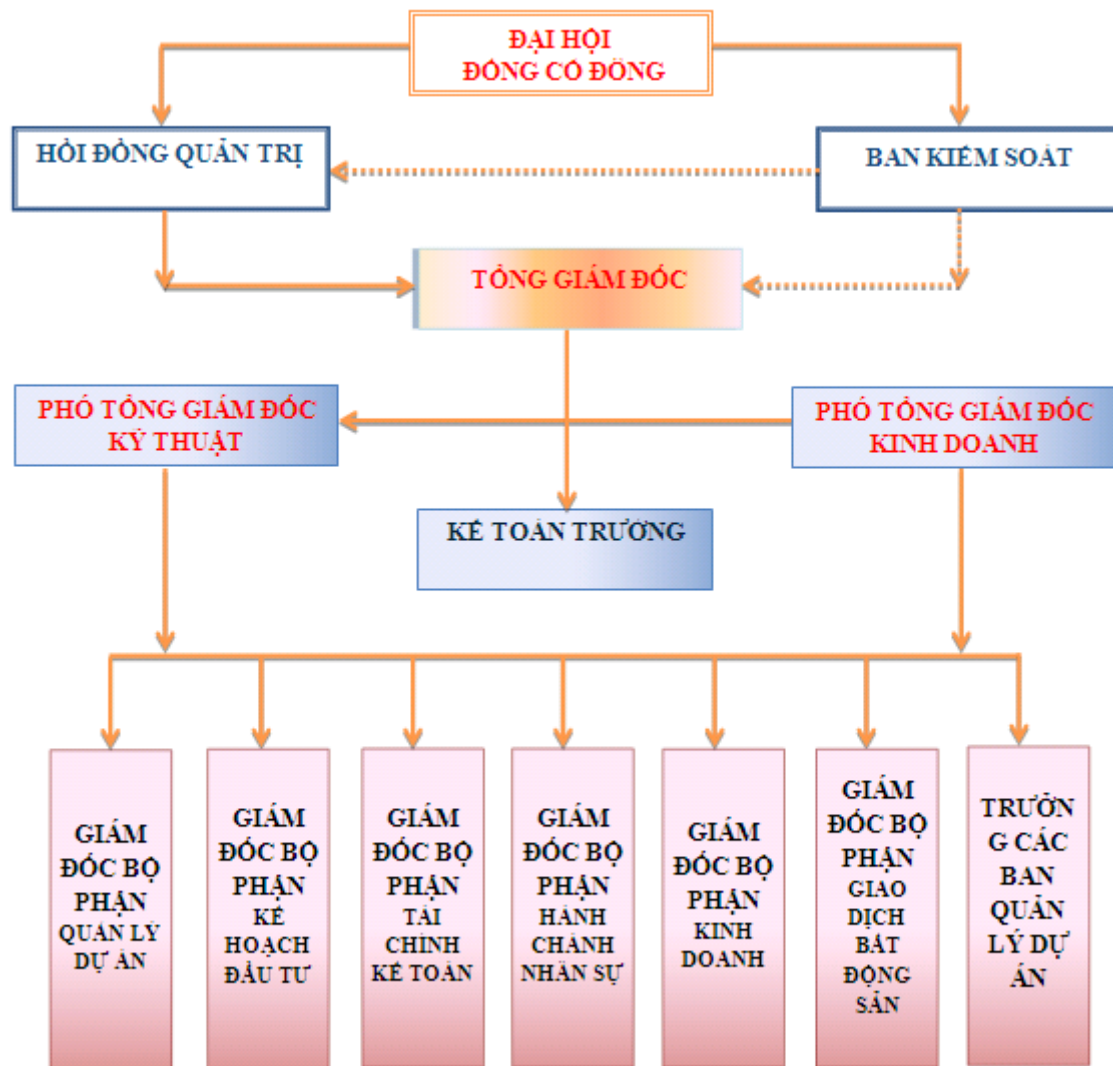 ĐẠI HỘI
ĐỒNG CỔ ĐÔNG
HỘI ĐỒNG QUẢN TRỊ
BAN KIỂM SOÁT
TỔNG GIÁM ĐỐC
PHÓ TỔNG GIÁM ĐỐC
KỸ THUẬT
PHÓ TỔNG GIÁM ĐỐC
KINH DOANH
KẾ TOÁN TRƯỞNG
GIÁM
ĐỐC BỘ
PHẬN
QUẢN LÝ
DỰ ÁN
GIÁM
ĐỐC BỘ
PHẬN
KẾ
HOẠCH
ĐẦU TƯ
GIÁM
ĐỐC BỘ
PHẬN
TÀI
CHÍNH
KẾ TOÁN
GIÁM
ĐỐC BỘ
PHẬN
HÀNH
CHÁNH
NHÂN SỰ
GIÁM
ĐỐC BỘ
PHẬN
KINH
DOANH
GIÁM
ĐỐC BỘ
PHẬN
GIAO
DỊCH
BẤT
ĐỘNG
SẢN
TRƯỞN
G CÁC
BAN
QUẢN
LÝ DỰ
ÁN